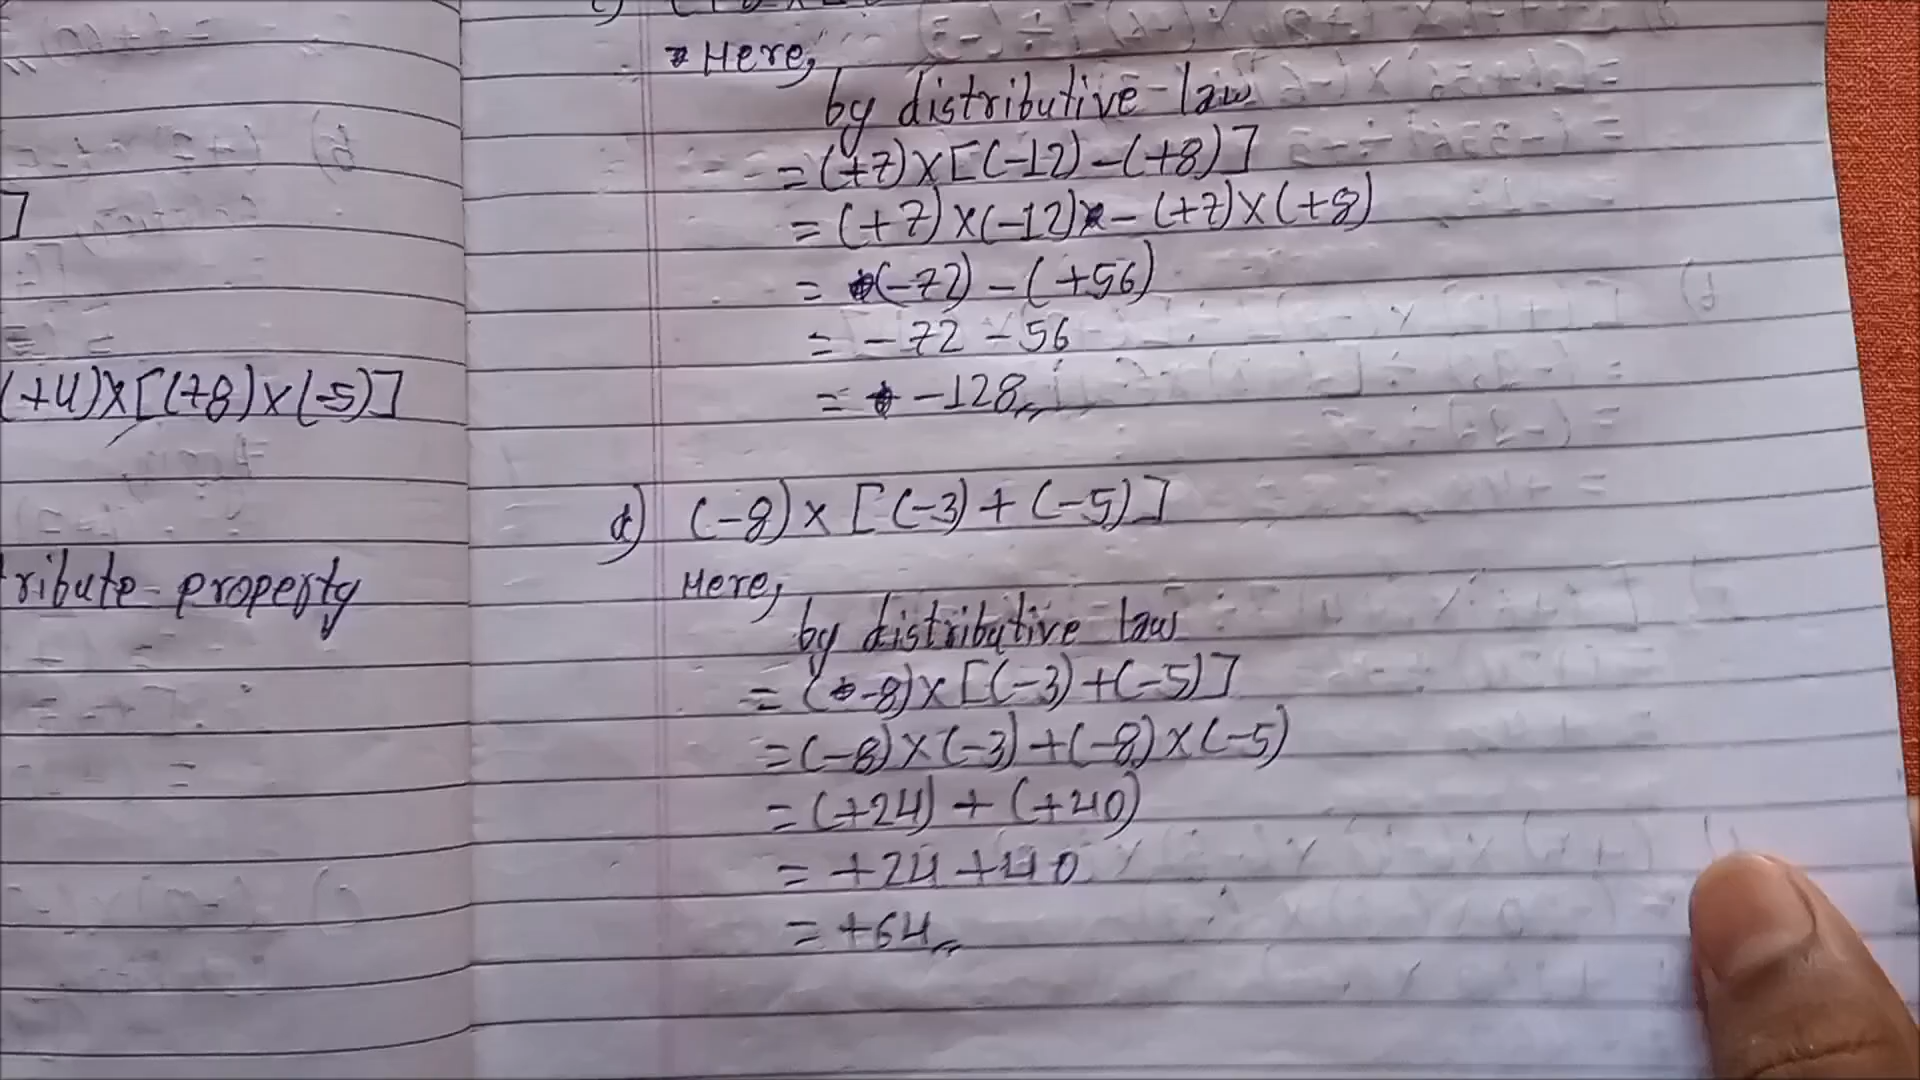 ]
(+4)×[(+8)×(-5)]
property
c)
Here,
by distributive law
=(+7)×[(-12)-(+8)]
=(+7)×(-12)-(+7)×(+8)
=(-72)-(+56)
= -72-56
= -128
d) (-8)×[(-3)+(-5)]
Here,
by distributive law
=(-8)×[(-3)+(-5)]
=(-8)×(-3)+(-8)×(-5)
=(+24)+(+40)
= +24+40
= +64